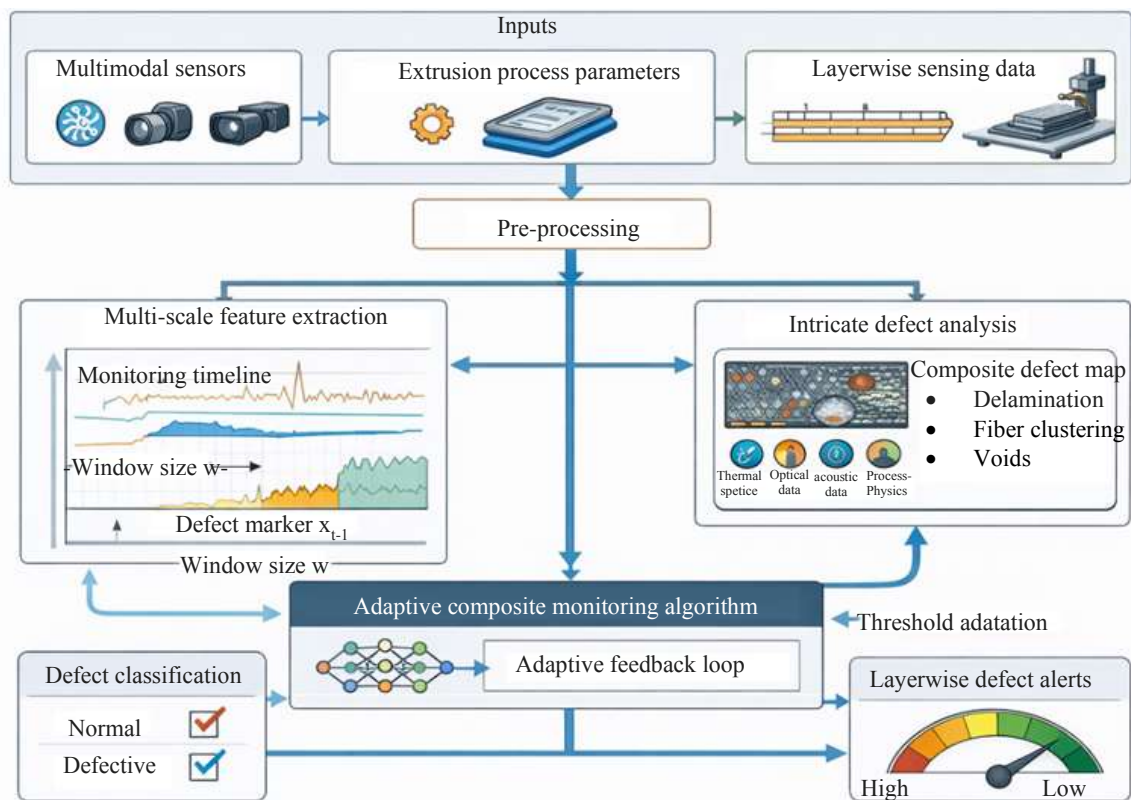 Inputs
Multimodal sensors
Extrusion process parameters
Layerwise sensing data
Pre-processing
Multi-scale feature extraction
Monitoring timeline
Window size w
Defect marker x_{t-1}
Window size w
Intricate defect analysis
Composite defect map
• Delamination
• Fiber clustering
• Voids
Thermal
spetice
Optical
data
acoustic
data
Process-
Physics
Adaptive composite monitoring algorithm
Adaptive feedback loop
Threshold adatation
Defect classification
Normal
Defective
Layerwise defect alerts
High
Low